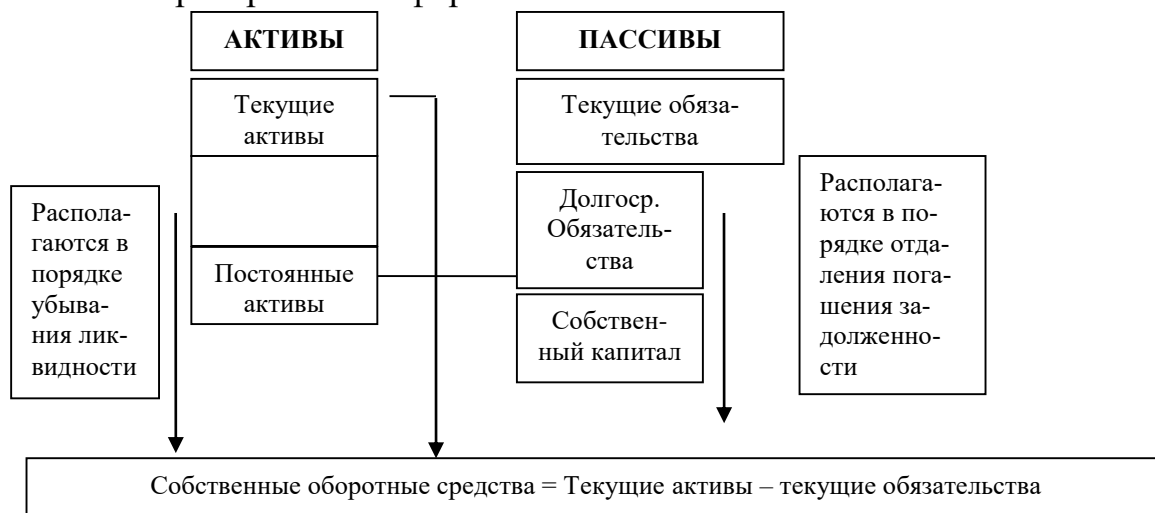 АКТИВЫ
ПАССИВЫ
Текущие
активы
Текущие обяза-
тельства
Распола-
гаются в
порядке
убыва-
ния лик-
видности
Долгоср.
Обязатель-
ства
Располага-
ются в по-
рядке отда-
ления пога-
шения за-
долженно-
сти
Постоянные
активы
Собствен-
ный капитал
Собственные оборотные средства = Текущие активы – текущие обязательства